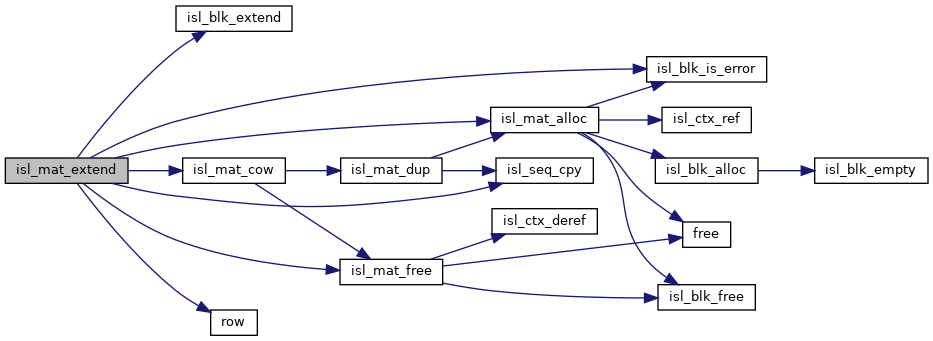 isl_blk_extend
isl_blk_is_error
isl_mat_alloc
isl_ctx_ref
isl_mat_extend
isl_mat_cow
isl_mat_dup
isl_seq_cpy
isl_blk_alloc
isl_blk_empty
isl_ctx_deref
free
isl_mat_free
isl_blk_free
row